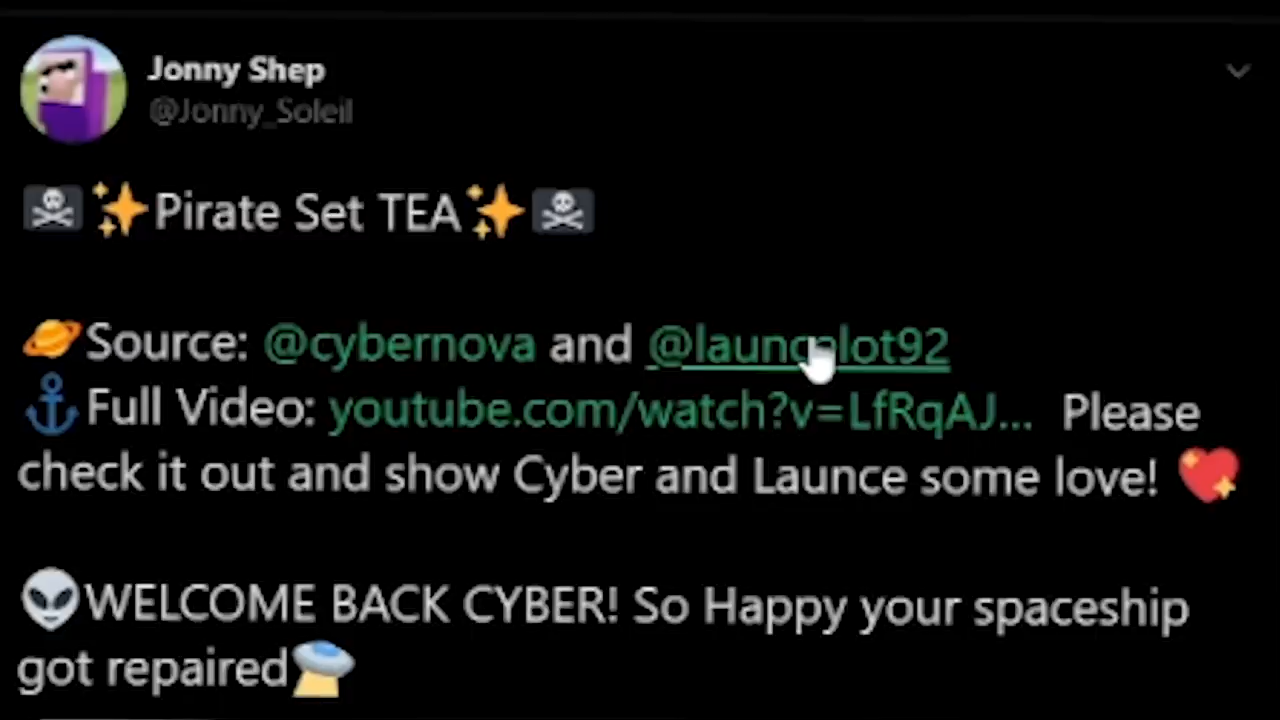 Jonny Shep
@Jonny_Soleil
🏴‍☠️✨Pirate Set TEA✨🏴‍☠️
🪐Source: @cybernova and @launcelot92
⚓Full Video: youtube.com/watch?v=LfRqAJ... Please
check it out and show Cyber and Launce some love! 💖
👽WELCOME BACK CYBER! So Happy your spaceship
got repaired🛸